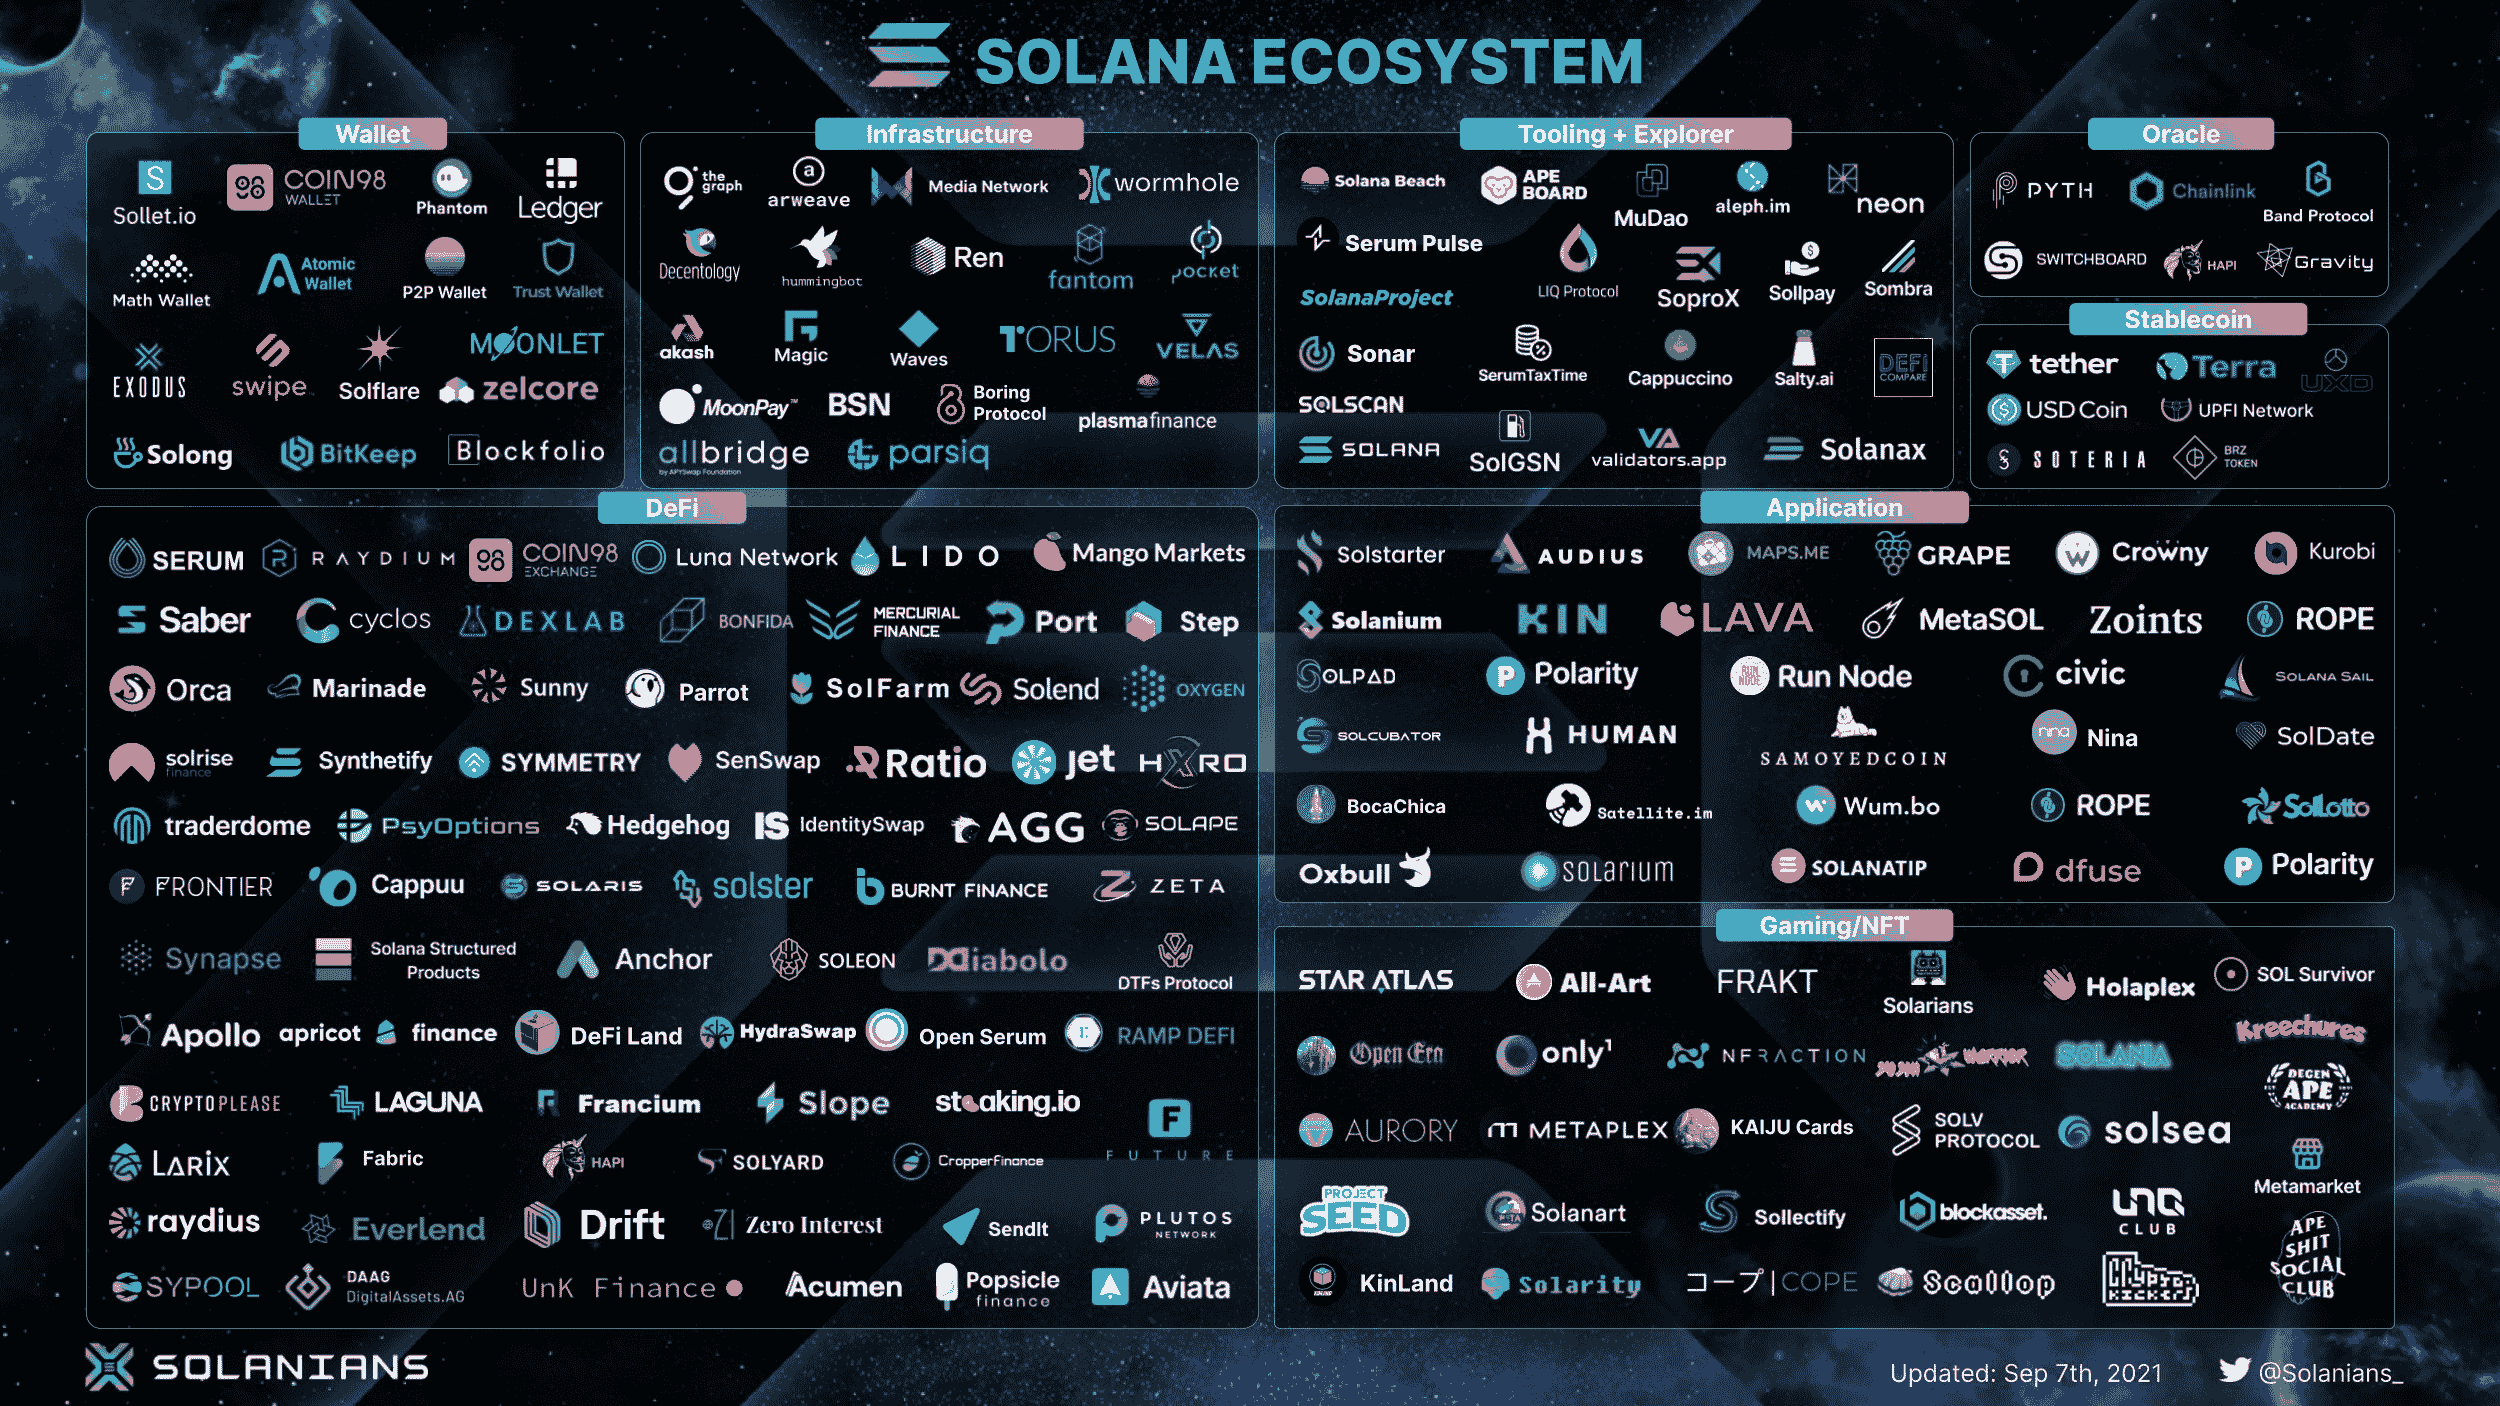 SOLANA ECOSYSTEM
Wallet
Sollet.io
COIN98
WALLET
Phantom
Ledger
Math Wallet
Atomic
Wallet
P2P Wallet
Trust Wallet
EXODUS
swipe
Solflare
MOONLET
zelcore
Solong
BitKeep
Blockfolio
Infrastructure
the
graph
arweave
Media Network
wormhole
Decentology
hummingbot
Ren
fantom
pocket
akash
Magic
Waves
TORUS
VELAS
MoonPay™
BSN
Boring
Protocol
plasmafinance
allbridge
by APYSwap Foundation
parsiq
Tooling + Explorer
Solana Beach
APE
BOARD
MuDao
aleph.im
neon
Serum Pulse
LIQ Protocol
SoproX
Sollpay
Sombra
SolanaProject
Sonar
SerumTaxTime
Cappuccino
Salty.ai
DEFi
COMPARE
SOLSCAN
SOLANA
SolGSN
validators.app
Solanax
Oracle
PYTH
Chainlink
Band Protocol
SWITCHBOARD
HAPI
Gravity
Stablecoin
tether
Terra
UXD
USD Coin
UPFI Network
SOTERIA
BRZ
TOKEN
DeFi
SERUM
RAYDIUM
COIN98
EXCHANGE
Luna Network
LIDO
Mango Markets
Saber
cyclos
DEXLAB
BONFIDA
MERCURIAL
FINANCE
Port
Step
Orca
Marinade
Sunny
Parrot
SolFarm
Solend
OXYGEN
solrise
finance
Synthetify
SYMMETRY
SenSwap
Ratio
jet
HXRO
traderdome
PsyOptions
Hedgehog
IS IdentitySwap
AGG
SOLAPE
FRONTIER
Cappuu
SOLARIS
solster
BURNT FINANCE
ZETA
Synapse
Solana Structured
Products
Anchor
SOLEON
Diabolo
DTFs Protocol
Apollo
apricot finance
DeFi Land
HydraSwap
Open Serum
RAMP DEFI
CRYPTOPLEASE
LAGUNA
Francium
Slope
steaking.io
FUTURE
LARIX
Fabric
HAPI
SOLYARD
CropperFinance
raydius
Everlend
Drift
Zero Interest
SendIt
PLUTOS
NETWORK
SYPOOL
DAAG
DigitalAssets.AG
UnK Finance
Acumen
Popsicle
finance
Aviata
Application
Solstarter
AUDIUS
MAPS.ME
GRAPE
Crowny
Kurobi
Solanium
KIN
LAVA
MetaSOL
Zoints
ROPE
SOLPAD
Polarity
RUN
NODE
Run Node
civic
SOLANA SAIL
SOLCUBATOR
HUMAN
SAMOYEDCOIN
nina
Nina
SolDate
BocaChica
Satellite.im
Wum.bo
ROPE
SolLotto
Oxbull
SOLARIUM
SOLANATIP
dfuse
Polarity
Gaming/NFT
STAR ATLAS
All-Art
FRAKT
Solarians
Holaplex
SOL Survivor
Open Era
only1
NFRACTION
WARRIOR
SOLANIA
Kreechures
DEGEN
APE
ACADEMY
AURORY
METAPLEX
KAIJU Cards
SOLV
PROTOCOL
solsea
Metamarket
PROJECT
SEED
Solanart
Sollectify
blockasset.
UNQ
CLUB
APE
SHIT
SOCIAL
CLUB
KINLAND
KinLand
Solarity
コープ|COPE
Scallop
Crypto
KICKERS
SOLANIANS
Updated: Sep 7th, 2021
@Solanians_